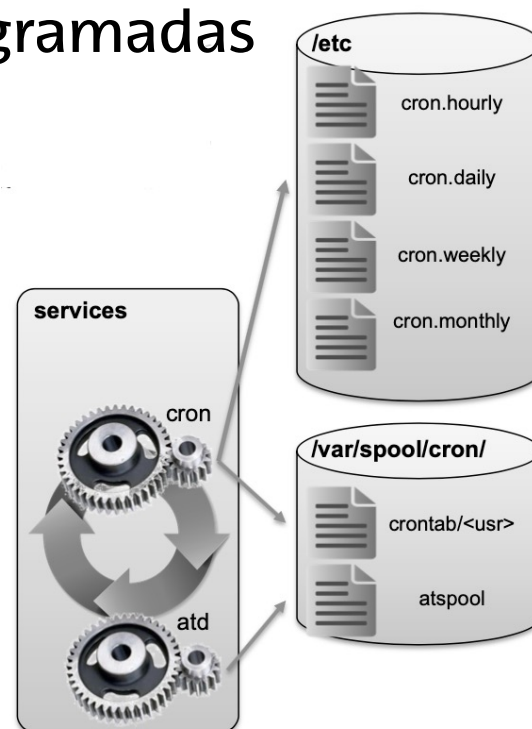 gramadas
/etc
cron.hourly
cron.daily
cron.weekly
cron.monthly
services
cron
atd
/var/spool/cron/
crontab/<usr>
atspool